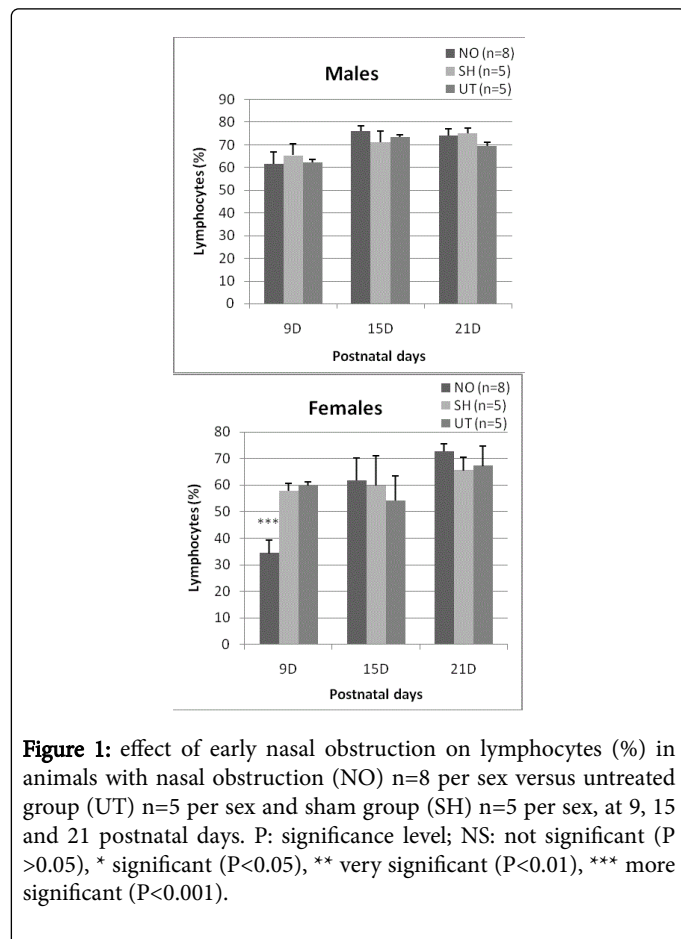 NO (n=8)
SH (n=5)
UT (n=5)
Males
Lymphocytes (%)
90
80
70
60
50
40
30
20
10
0
9D 15D 21D
Postnatal days
NO (n=8)
SH (n=5)
UT (n=5)
Females
Lymphocytes (%)
80
70
60
50
40
30
20
10
0
***
9D 15D 21D
Postnatal days
Figure 1: effect of early nasal obstruction on lymphocytes (%) in
animals with nasal obstruction (NO) n=8 per sex versus untreated
group (UT) n=5 per sex and sham group (SH) n=5 per sex, at 9, 15
and 21 postnatal days. P: significance level; NS: not significant (P
>0.05), * significant (P<0.05), ** very significant (P<0.01), *** more
significant (P<0.001).